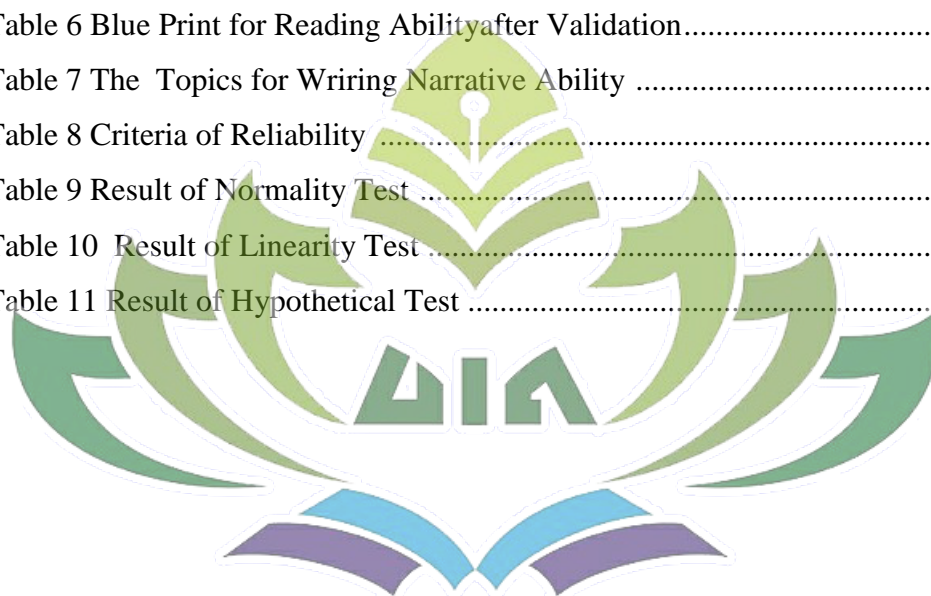 Table 6 Blue Print for Reading Abilityafter Validation..................................
Table 7 The  Topics for Wriring Narrative Ability ........................................
Table 8 Criteria of Reliability .........................................................................
Table 9 Result of Normality Test ...................................................................
Table 10  Result of Linearity Test ..................................................................
Table 11 Result of Hypothetical Test .............................................................
UIN